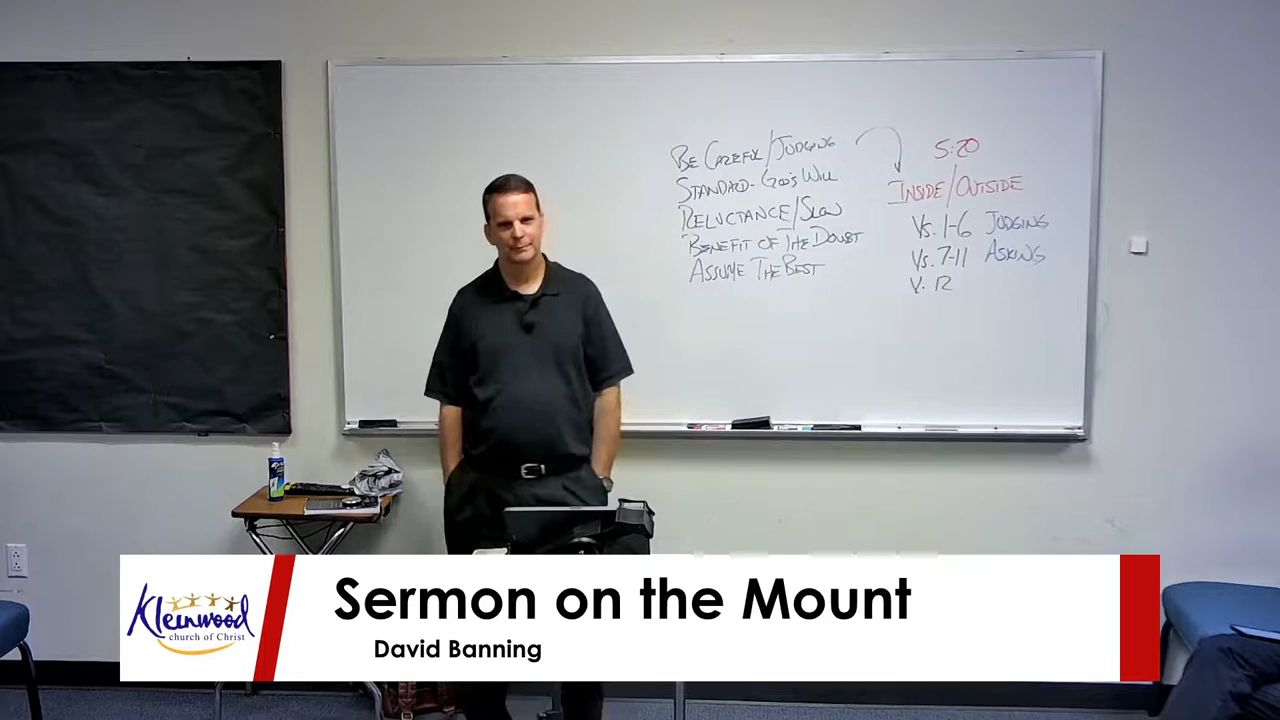 BE CAREFUL/JUDGING
STANDARD - GOD'S WILL
RELUCTANCE/SLOW
BENEFIT OF THE DOUBT
ASSUME THE BEST
5:20
INSIDE/OUTSIDE
Vs. 1-6 JUDGING
Vs. 7-11 ASKING
V. 12
Sermon on the Mount
David Banning
Kleinwood
church of Christ